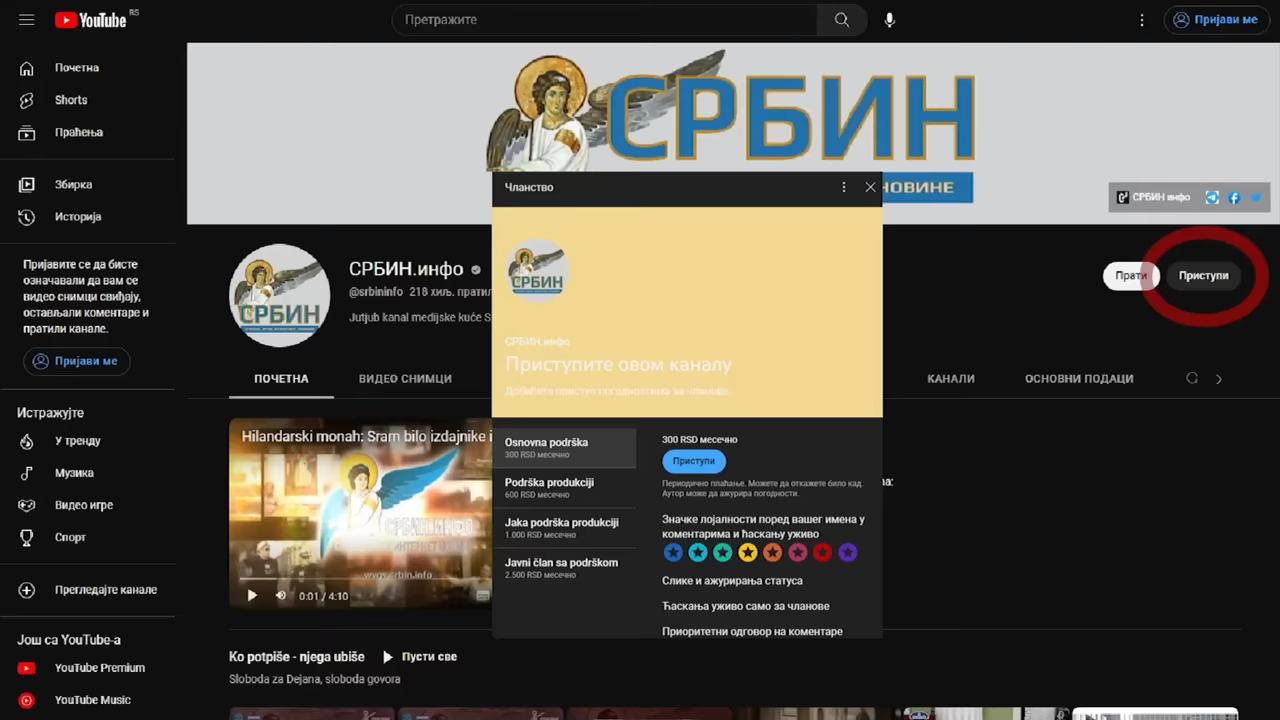 YouTube RS
Претражите
Пријави ме
Почетна
Shorts
Праћења
Збирка
Историја
Пријавите се да бисте
означавали да вам се
видео снимци свиђају,
остављали коментаре и
пратили канале.
Пријави ме
Истражујте
У тренду
Музика
Видео игре
Спорт
Прегледајте канале
Још са YouTube-а
YouTube Premium
YouTube Music
СРБИН
НОВИНЕ
СРБИН инфо
СРБИН
СРБИН.инфо
@srbininfo 218 хиљ. пратил
Jutjub kanal medijske kuće S
Прати
Приступи
ПОЧЕТНА
ВИДЕО СНИМЦИ
КАНАЛИ
ОСНОВНИ ПОДАЦИ
Чланство
СРБИН
СРБИН.инфо
Приступите овом каналу
Добијајте приступ погодностима за чланове
Osnovna podrška
300 RSD месечно
Podrška produkciji
600 RSD месечно
Jaka podrška produkciji
1.000 RSD месечно
Javni član sa podrškom
2.500 RSD месечно
300 RSD месечно
Приступи
Периодично плаћање. Можете да откажете било кад.
Аутор може да ажурира погодности.
Значке лојалности поред вашег имена у
коментарима и ћаскању уживо
Слике и ажурирања статуса
Ћаскања уживо само за чланове
Приоритетни одговор на коментаре
Hilandarski monah: Sram bilo izdajnike i
СРБИН.ИНФО
www.srbin.info
0:01 / 4:10
Ko potpiše - njega ubiše
Пусти све
Sloboda za Dejana, sloboda govora